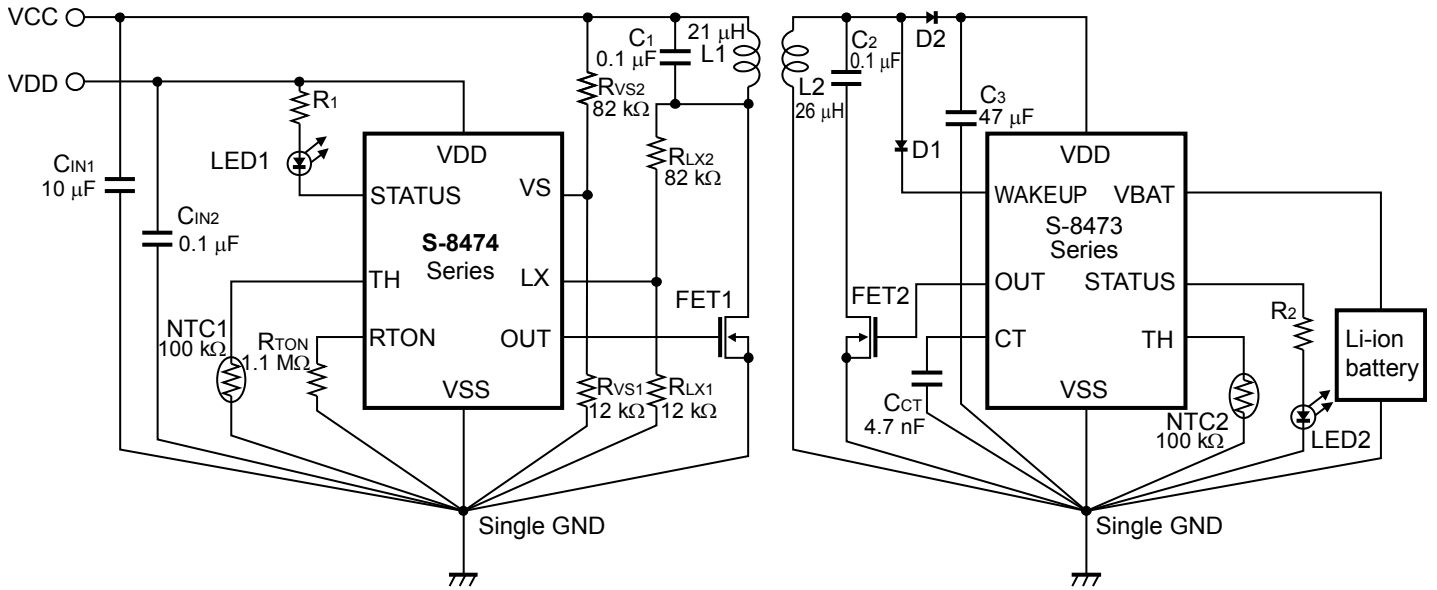 VCC
VDD
CIN1
10 μF
CIN2
0.1 μF
R1
LED1
NTC1
100 kΩ
RTON
1.1 MΩ
VDD
STATUS
VS
S-8474
Series
TH
LX
RTON
OUT
VSS
RVS2
82 kΩ
C1
0.1 μF
21 μH
L1
RLX2
82 kΩ
RVS1
12 kΩ
RLX1
12 kΩ
FET1
Single GND
L2
26 μH
C2
0.1 μF
D2
D1
C3
47 μF
FET2
CCT
4.7 nF
VDD
WAKEUP
VBAT
S-8473
Series
OUT
STATUS
CT
TH
VSS
R2
NTC2
100 kΩ
LED2
Li-ion
battery
Single GND